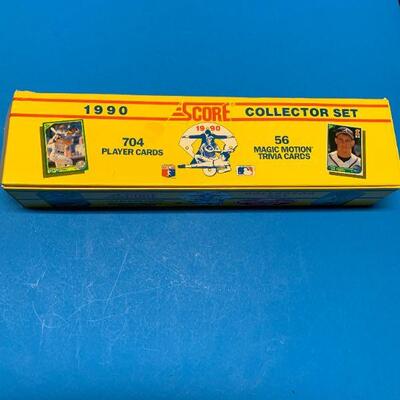 1990 SCORE COLLECTOR SET
1990
704
PLAYER CARDS
56
MAGIC MOTION
TRIVIA CARDS